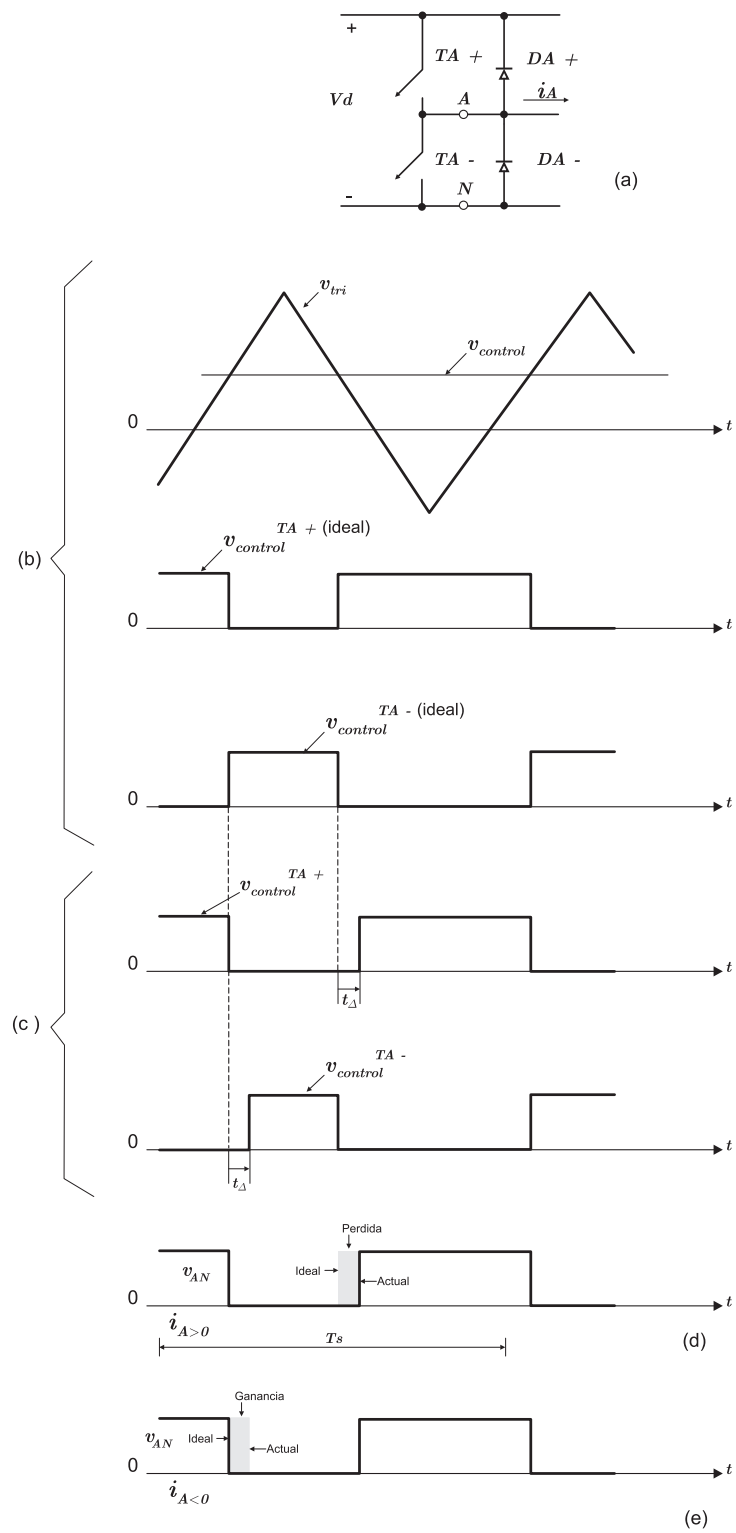 +
TA +
DA +
Vd
A
iA
TA -
DA -
-
N
(a)
vtri
vcontrol
0
t
(b)
TA + (ideal)
vcontrol
0
t
TA - (ideal)
vcontrol
0
t
TA +
vcontrol
0
t
tΔ
(c )
TA -
vcontrol
0
t
tΔ
Perdida
Ideal
Actual
vAN
0
t
iA>0
Ts
(d)
Ganancia
vAN
Ideal
Actual
0
t
iA<0
(e)